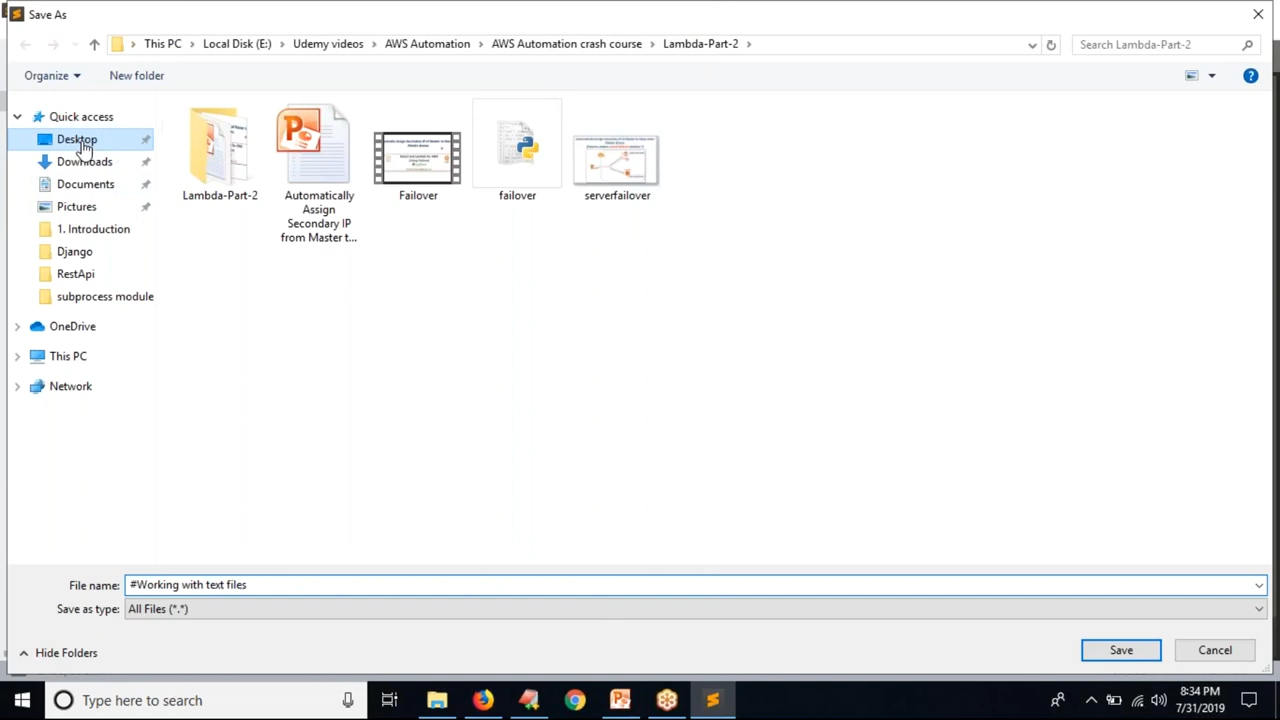 Save As
This PC > Local Disk (E:) > Udemy videos > AWS Automation > AWS Automation crash course > Lambda-Part-2 >
Search Lambda-Part-2
Organize
New folder
Quick access
Desktop
Downloads
Documents
Pictures
1. Introduction
Django
RestApi
subprocess module
OneDrive
This PC
Network
Lambda-Part-2
Automatically
Assign
Secondary IP
from Master t...
Failover
failover
serverfailover
File name:
#Working with text files
Save as type:
All Files (*.*)
Hide Folders
Save
Cancel
Type here to search
8:34 PM
7/31/2019